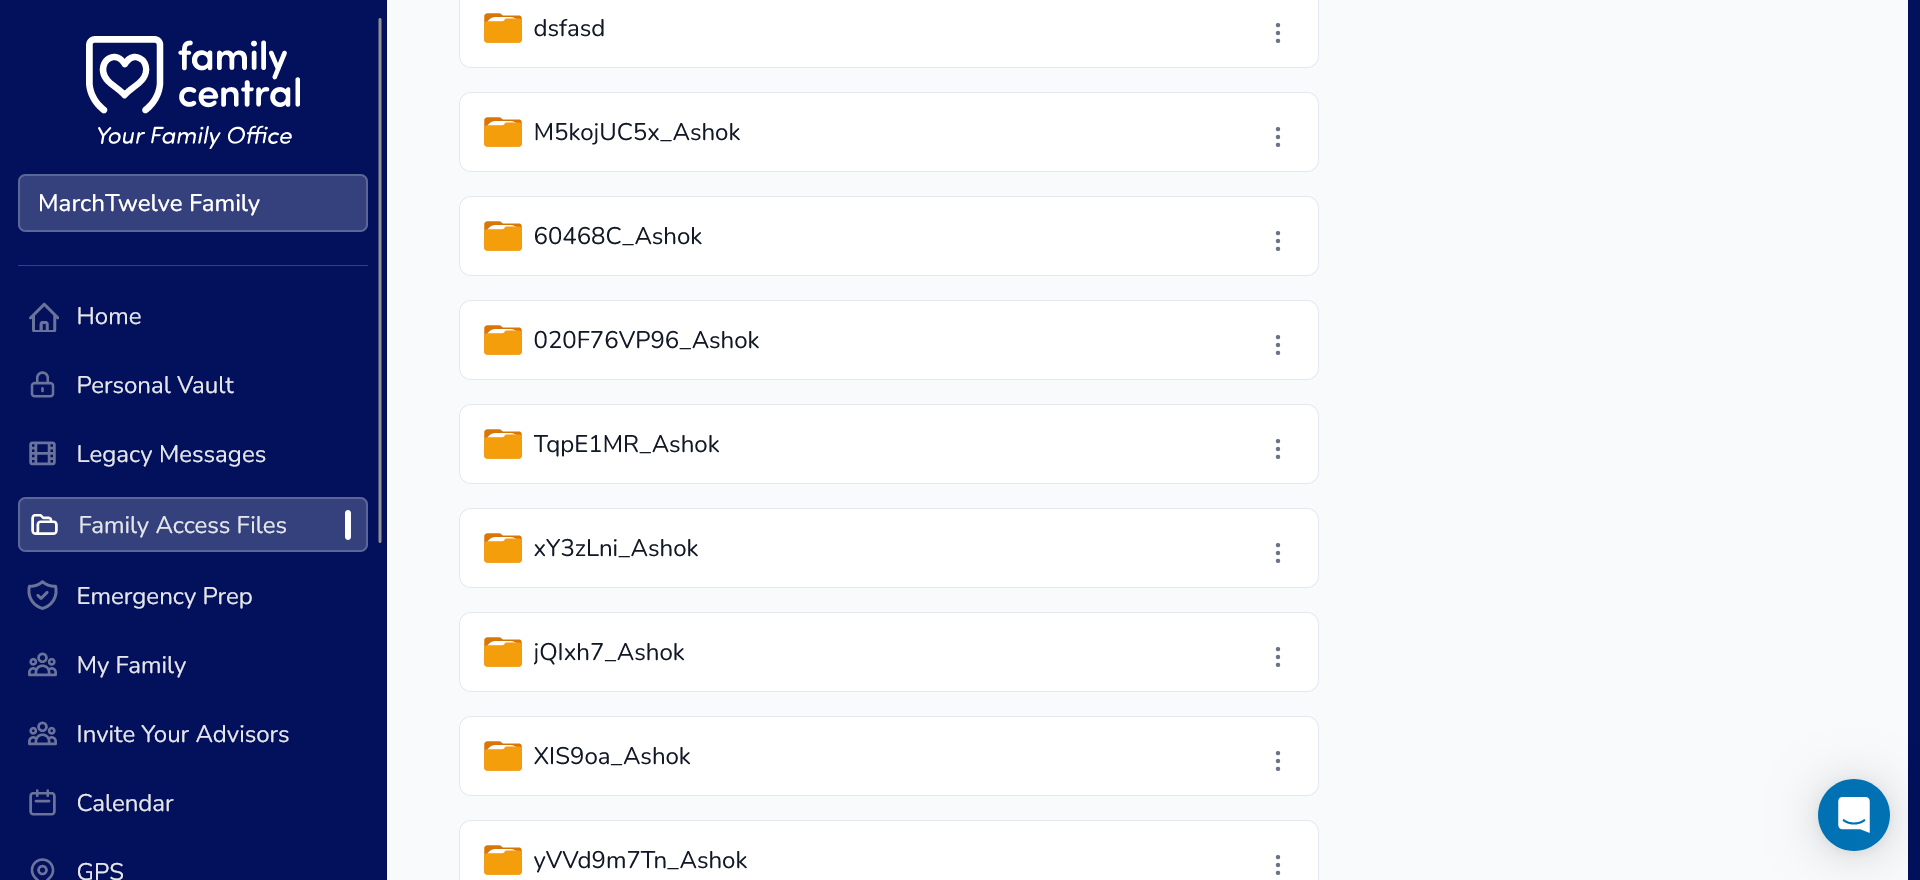 family
central
Your Family Office
MarchTwelve Family
Home
Personal Vault
Legacy Messages
Family Access Files
Emergency Prep
My Family
Invite Your Advisors
Calendar
GPS
dsfasd
M5kojUC5x_Ashok
60468C_Ashok
020F76VP96_Ashok
TqpE1MR_Ashok
xY3zLni_Ashok
jQIxh7_Ashok
XIS9oa_Ashok
yVVd9m7Tn_Ashok